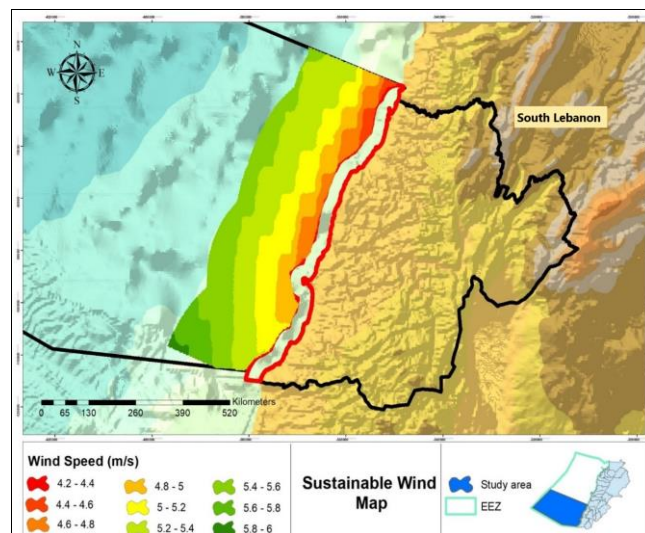 N
W
E
S
South Lebanon
Kilometers
0 65 130 260 390 520
Wind Speed (m/s)
4.2 - 4.4
4.4 - 4.6
4.6 - 4.8
4.8 - 5
5 - 5.2
5.2 - 5.4
5.4 - 5.6
5.6 - 5.8
5.8 - 6
Sustainable Wind
Map
Study area
EEZ